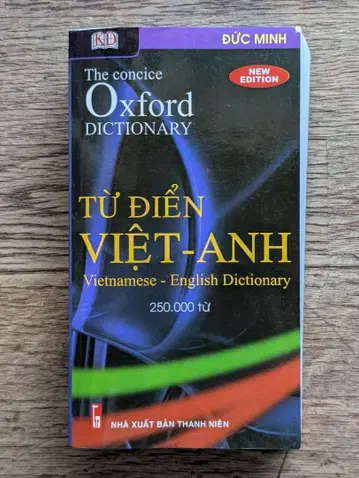 KD
ĐỨC MINH
The concice
Oxford
DICTIONARY
NEW
EDITION
TỪ ĐIỂN
VIỆT-ANH
Vietnamese - English Dictionary
250.000 từ
NHÀ XUẤT BẢN THANH NIÊN